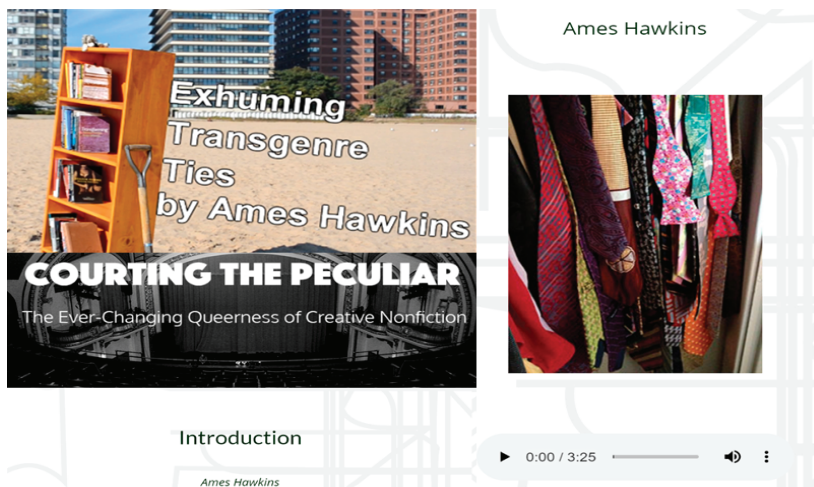 Exhuming
Transgenre
Ties
by Ames Hawkins
COURTING THE PECULIAR
The Ever-Changing Queerness of Creative Nonfiction
Introduction
Ames Hawkins
Ames Hawkins
0:00 / 3:25